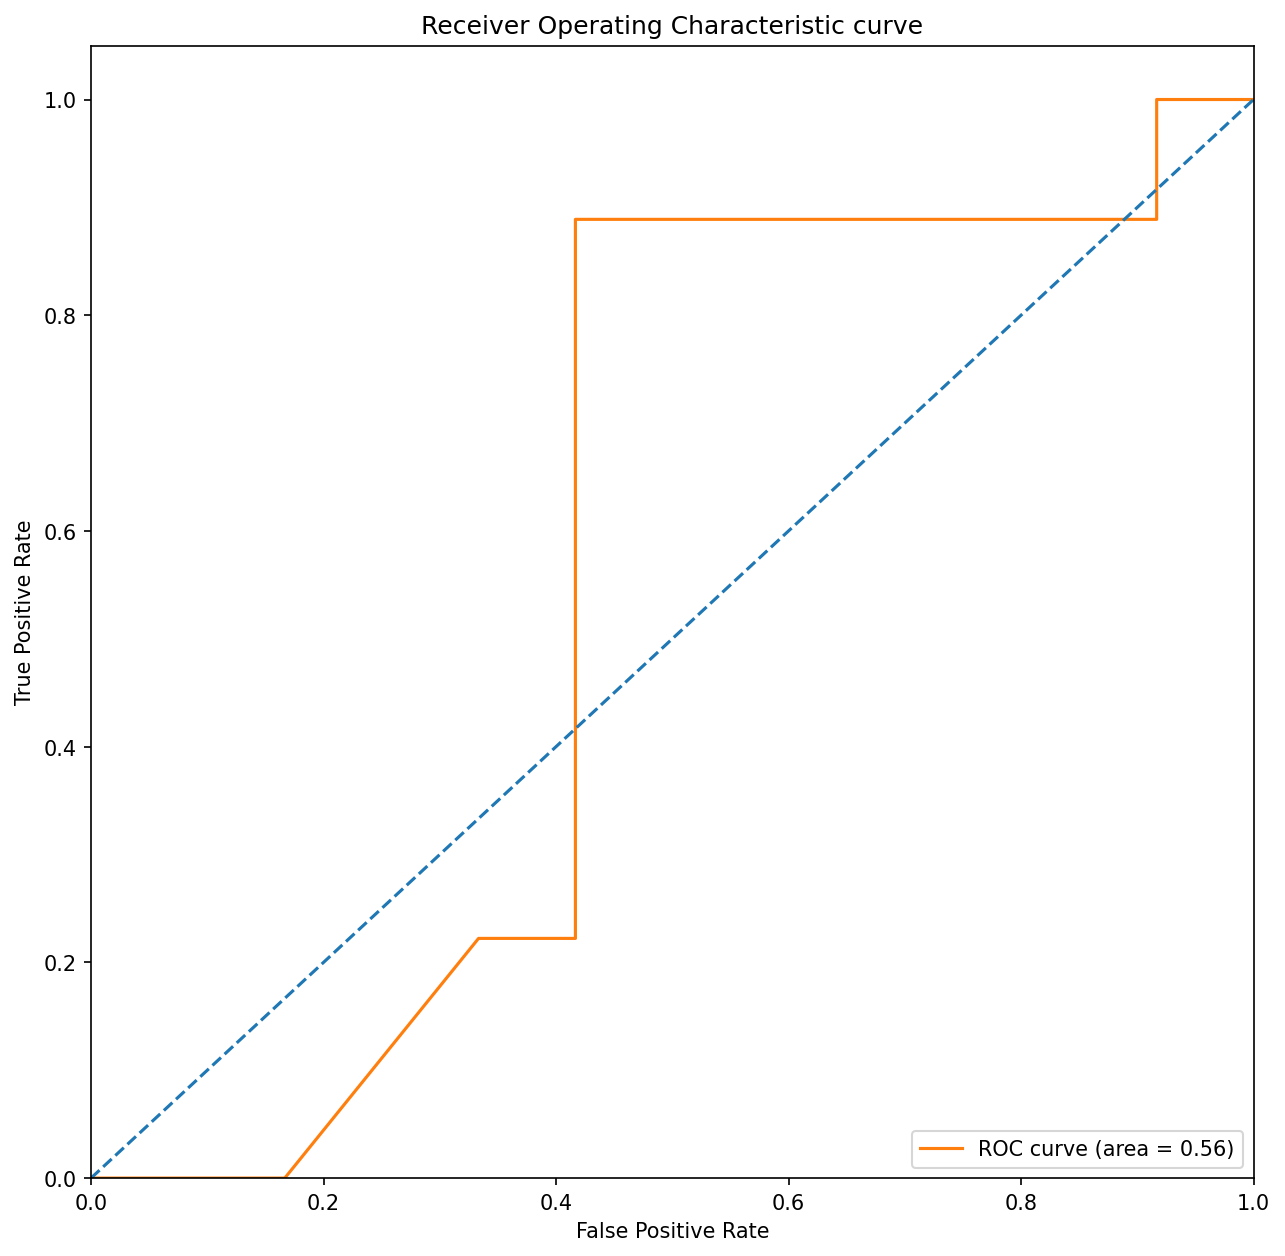 Receiver Operating Characteristic curve
1.0
0.8
0.6
0.4
0.2
0.0
True Positive Rate
ROC curve (area = 0.56)
0.0 0.2 0.4 0.6 0.8 1.0
False Positive Rate